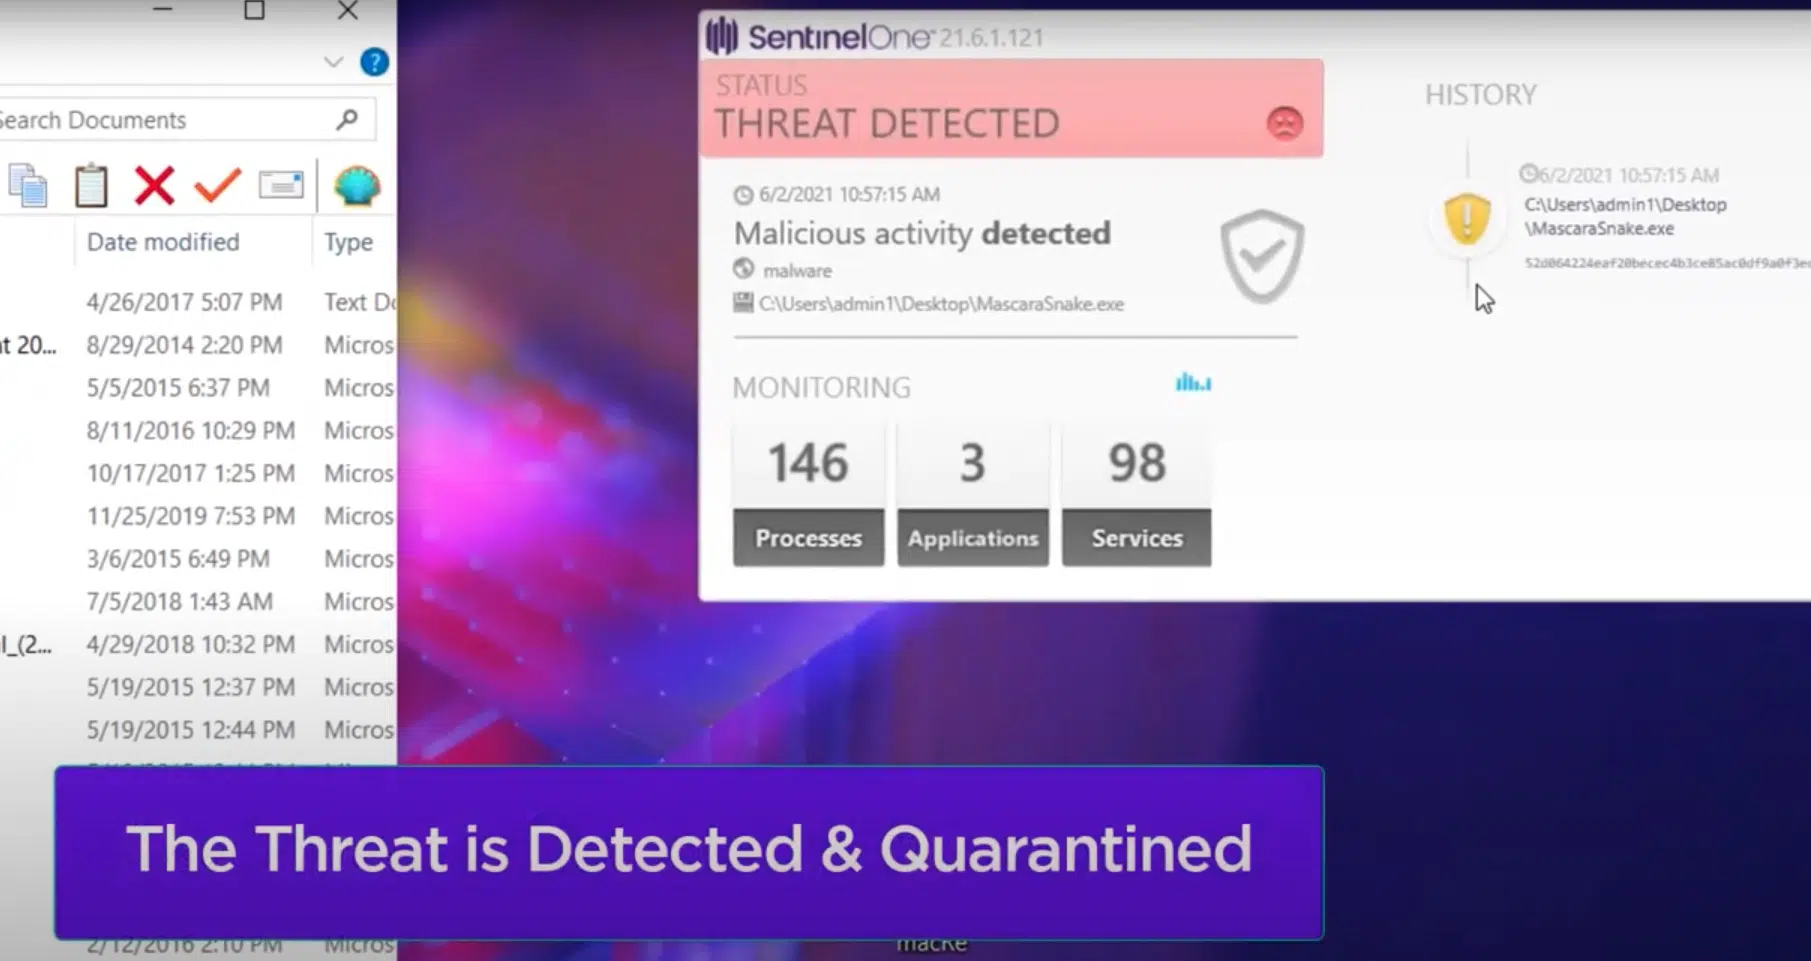 Search Documents
Date modified
Type
4/26/2017 5:07 PM
Text Do
t 20...
8/29/2014 2:20 PM
Micros
5/5/2015 6:37 PM
Micros
8/11/2016 10:29 PM
Micros
10/17/2017 1:25 PM
Micros
11/25/2019 7:53 PM
Micros
3/6/2015 6:49 PM
Micros
7/5/2018 1:43 AM
Micros
l_(2...
4/29/2018 10:32 PM
Micros
5/19/2015 12:37 PM
Micros
5/19/2015 12:44 PM
Micros
2/12/2016 2:10 PM
Micros
SentinelOne 21.6.1.121
STATUS
THREAT DETECTED
6/2/2021 10:57:15 AM
Malicious activity detected
malware
C:\Users\admin1\Desktop\MascaraSnake.exe
MONITORING
146
Processes
3
Applications
98
Services
HISTORY
6/2/2021 10:57:15 AM
C:\Users\admin1\Desktop
\MascaraSnake.exe
The Threat is Detected & Quarantined